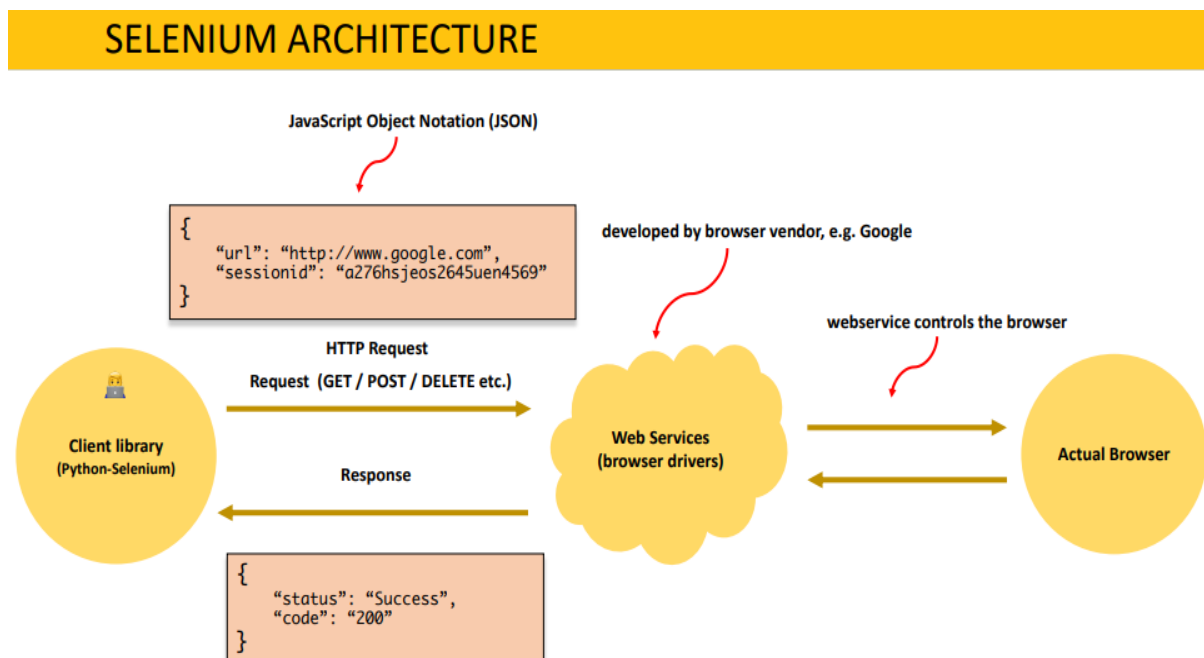 SELENIUM ARCHITECTURE
JavaScript Object Notation (JSON)
{
“url”: “http://www.google.com”,
“sessionid”: “a276hsjeos2645uen4569”
}
developed by browser vendor, e.g. Google
webservice controls the browser
HTTP Request
Request (GET / POST / DELETE etc.)
Client library
(Python-Selenium)
Web Services
(browser drivers)
Actual Browser
Response
{
“status”: “Success”,
“code”: “200”
}